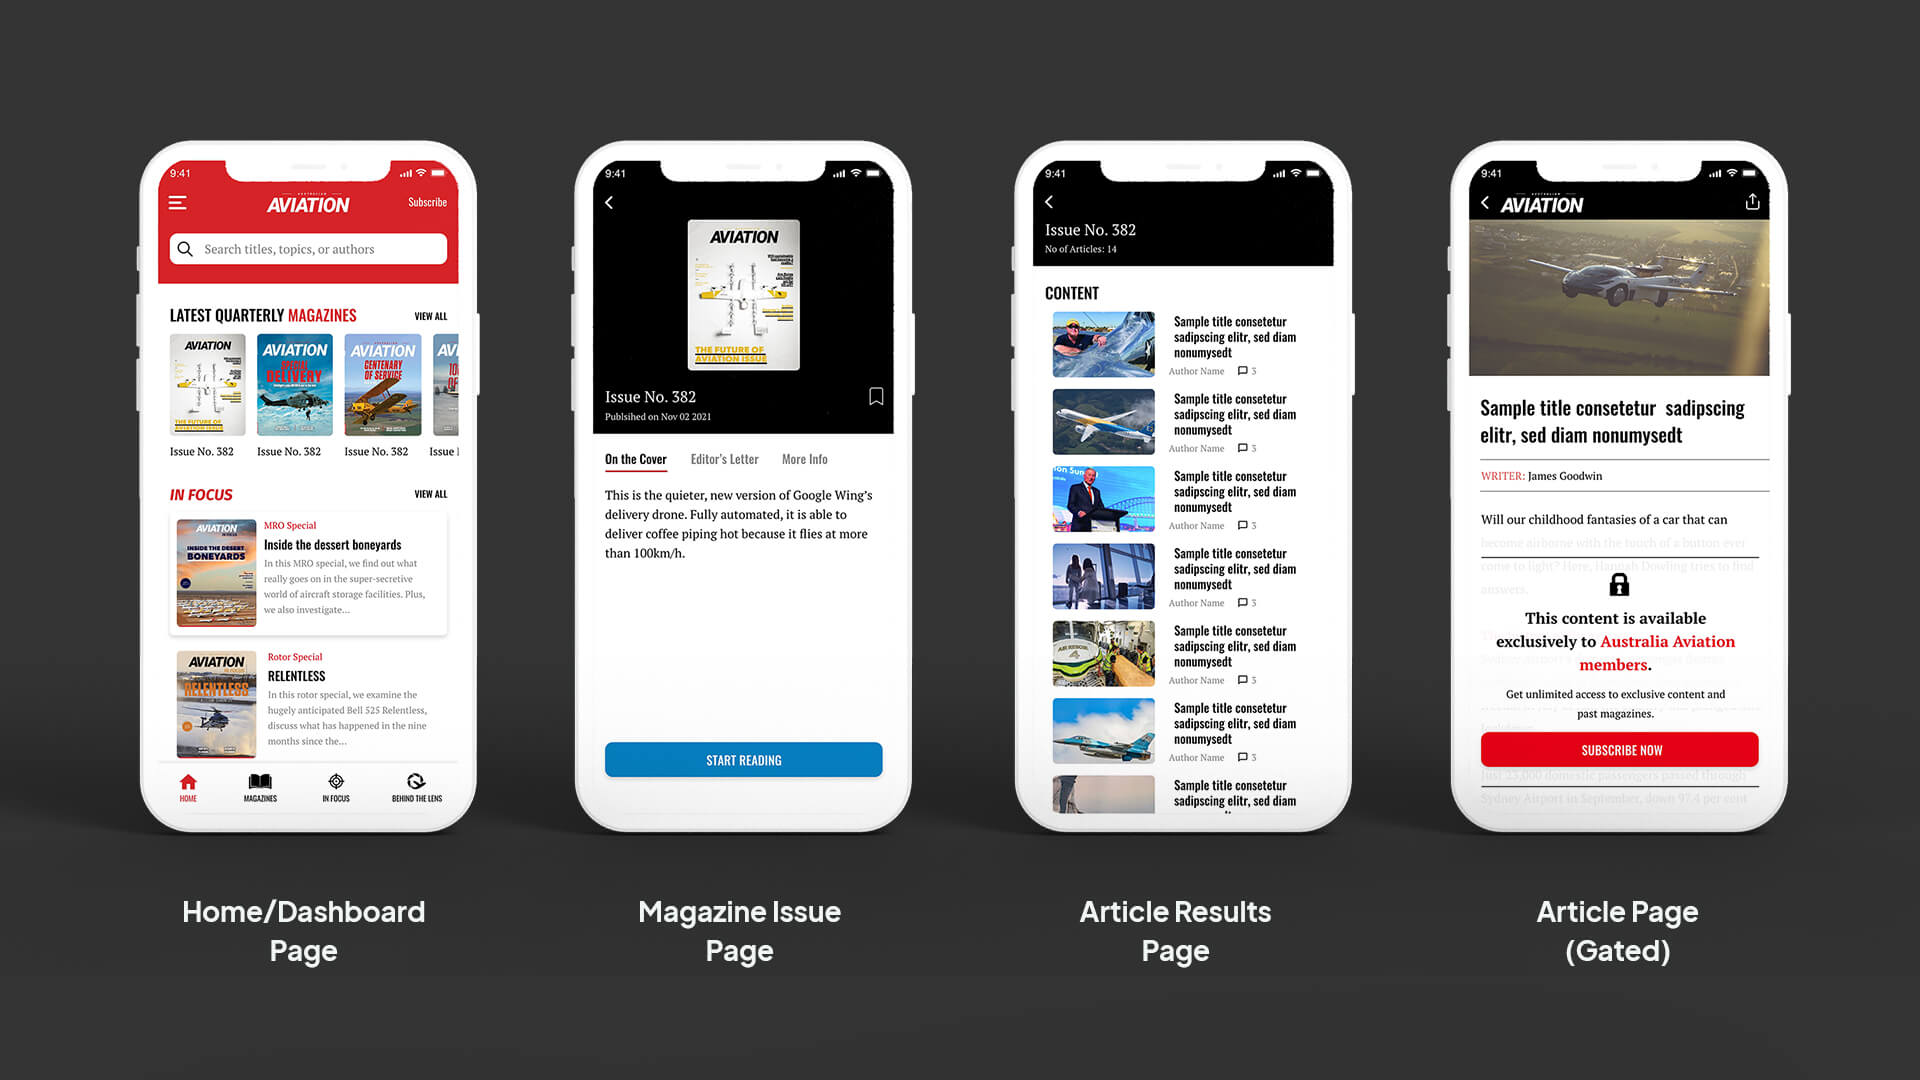 9:41
AUSTRALIAN
AVIATION
Subscribe
Search titles, topics, or authors
LATEST QUARTERLY MAGAZINES
VIEW ALL
AVIATION
THE FUTURE OF
AVIATION ISSUE
Issue No. 382
AVIATION
DELIVERY
Issue No. 382
AVIATION
CENTENARY
OF SERVICE
Issue No. 382
AVI
Issue
IN FOCUS
VIEW ALL
AVIATION
IN FOCUS
INSIDE THE DESERT
BONEYARDS
MRO Special
Inside the dessert boneyards
In this MRO special, we find out what
really goes on in the super-secretive
world of aircraft storage facilities. Plus,
we also investigate...
AVIATION
RELENTLESS
Rotor Special
RELENTLESS
In this rotor special, we examine the
hugely anticipated Bell 525 Relentless,
discuss what has happened in the nine
months since the...
HOME
MAGAZINES
IN FOCUS
BEHIND THE LENS
Home/Dashboard
Page
9:41
AVIATION
THE FUTURE OF
AVIATION ISSUE
Issue No. 382
Publsihed on Nov 02 2021
On the Cover
Editor's Letter
More Info
This is the quieter, new version of Google Wing's
delivery drone. Fully automated, it is able to
deliver coffee piping hot because it flies at more
than 100km/h.
START READING
Magazine Issue
Page
9:41
Issue No. 382
No of Articles: 14
CONTENT
Sample title consetetur
sadipscing elitr, sed diam
nonumysedt
Author Name 3
Sample title consetetur
sadipscing elitr, sed diam
nonumysedt
Author Name 3
Sample title consetetur
sadipscing elitr, sed diam
nonumysedt
Author Name 3
Sample title consetetur
sadipscing elitr, sed diam
nonumysedt
Author Name 3
Sample title consetetur
sadipscing elitr, sed diam
nonumysedt
Author Name 3
Sample title consetetur
sadipscing elitr, sed diam
nonumysedt
Author Name 3
Sample title consetetur
sadipscing elitr, sed diam
Article Results
Page
9:41
AUSTRALIAN
AVIATION
Sample title consetetur sadipscing
elitr, sed diam nonumysedt
WRITER: James Goodwin
Will our childhood fantasies of a car that can
become airborne with the touch of a button ever
come to light? Here, Hannah Dowling tries to find
answers.
This content is available
exclusively to Australia Aviation
members.
Get unlimited access to exclusive content and
past magazines.
SUBSCRIBE NOW
Just 23,000 domestic passengers passed through
Sydney Airport in September, down 97.4 per cent
Article Page
(Gated)